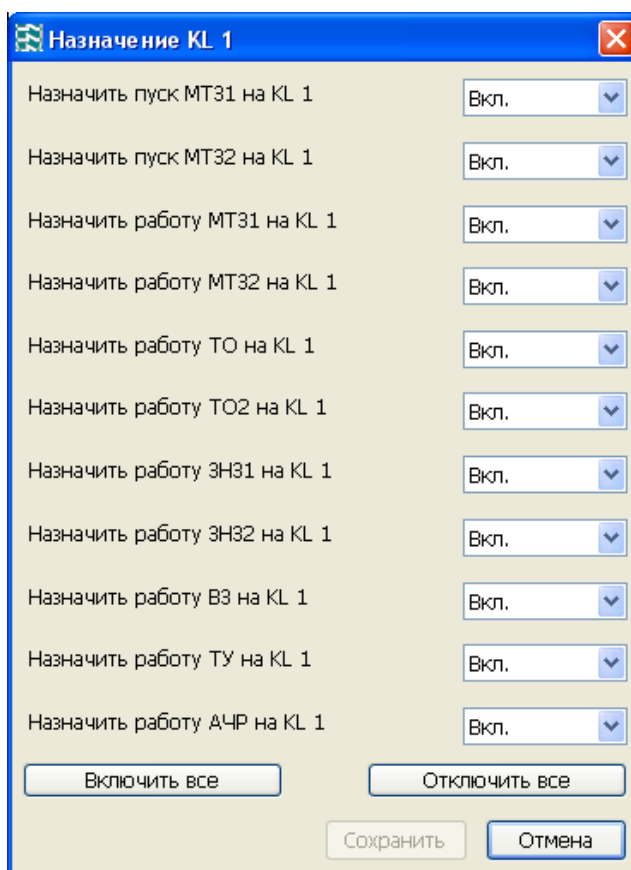 Назначение KL 1
Назначить пуск МТЗ1 на KL 1 Вкл.
Назначить пуск МТЗ2 на KL 1 Вкл.
Назначить работу МТЗ1 на KL 1 Вкл.
Назначить работу МТЗ2 на KL 1 Вкл.
Назначить работу ТО на KL 1 Вкл.
Назначить работу ТО2 на KL 1 Вкл.
Назначить работу ЗНЗ1 на KL 1 Вкл.
Назначить работу ЗНЗ2 на KL 1 Вкл.
Назначить работу ВЗ на KL 1 Вкл.
Назначить работу ТУ на KL 1 Вкл.
Назначить работу АЧР на KL 1 Вкл.
Включить все Отключить все
Сохранить Отмена